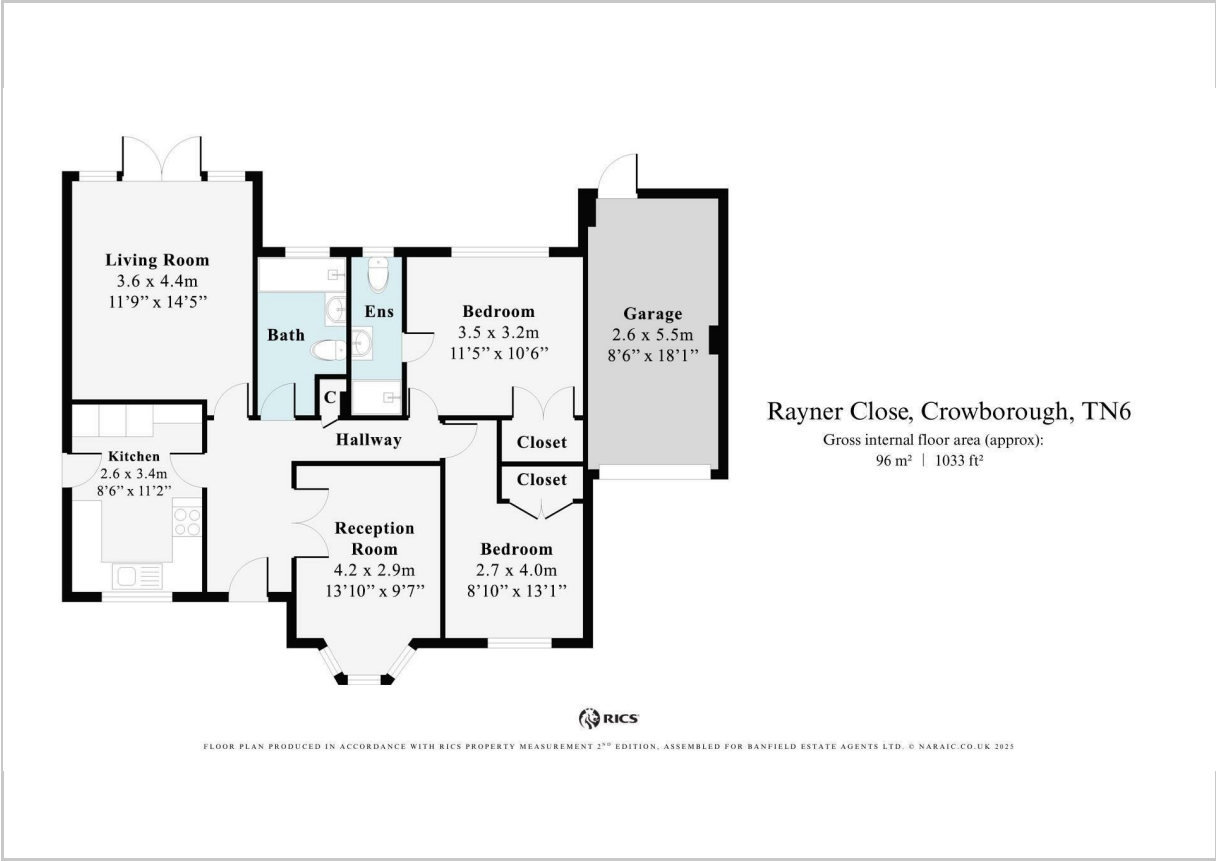 Living Room
3.6 x 4.4m
11’9’’ x 14’5’’
Bath
Ens
Bedroom
3.5 x 3.2m
11’5’’ x 10’6’’
Garage
2.6 x 5.5m
8’6’’ x 18’1’’
C
Hallway
Closet
Closet
Kitchen
2.6 x 3.4m
8’6’’ x 11’2’’
Reception
Room
4.2 x 2.9m
13’10’’ x 9’7’’
Bedroom
2.7 x 4.0m
8’10’’ x 13’1’’
Rayner Close, Crowborough, TN6
Gross internal floor area (approx):
96 m² | 1033 ft²
RICS
FLOOR PLAN PRODUCED IN ACCORDANCE WITH RICS PROPERTY MEASUREMENT 2ND EDITION, ASSEMBLED FOR BANFIELD ESTATE AGENTS LTD. © NARAIC.CO.UK 2025